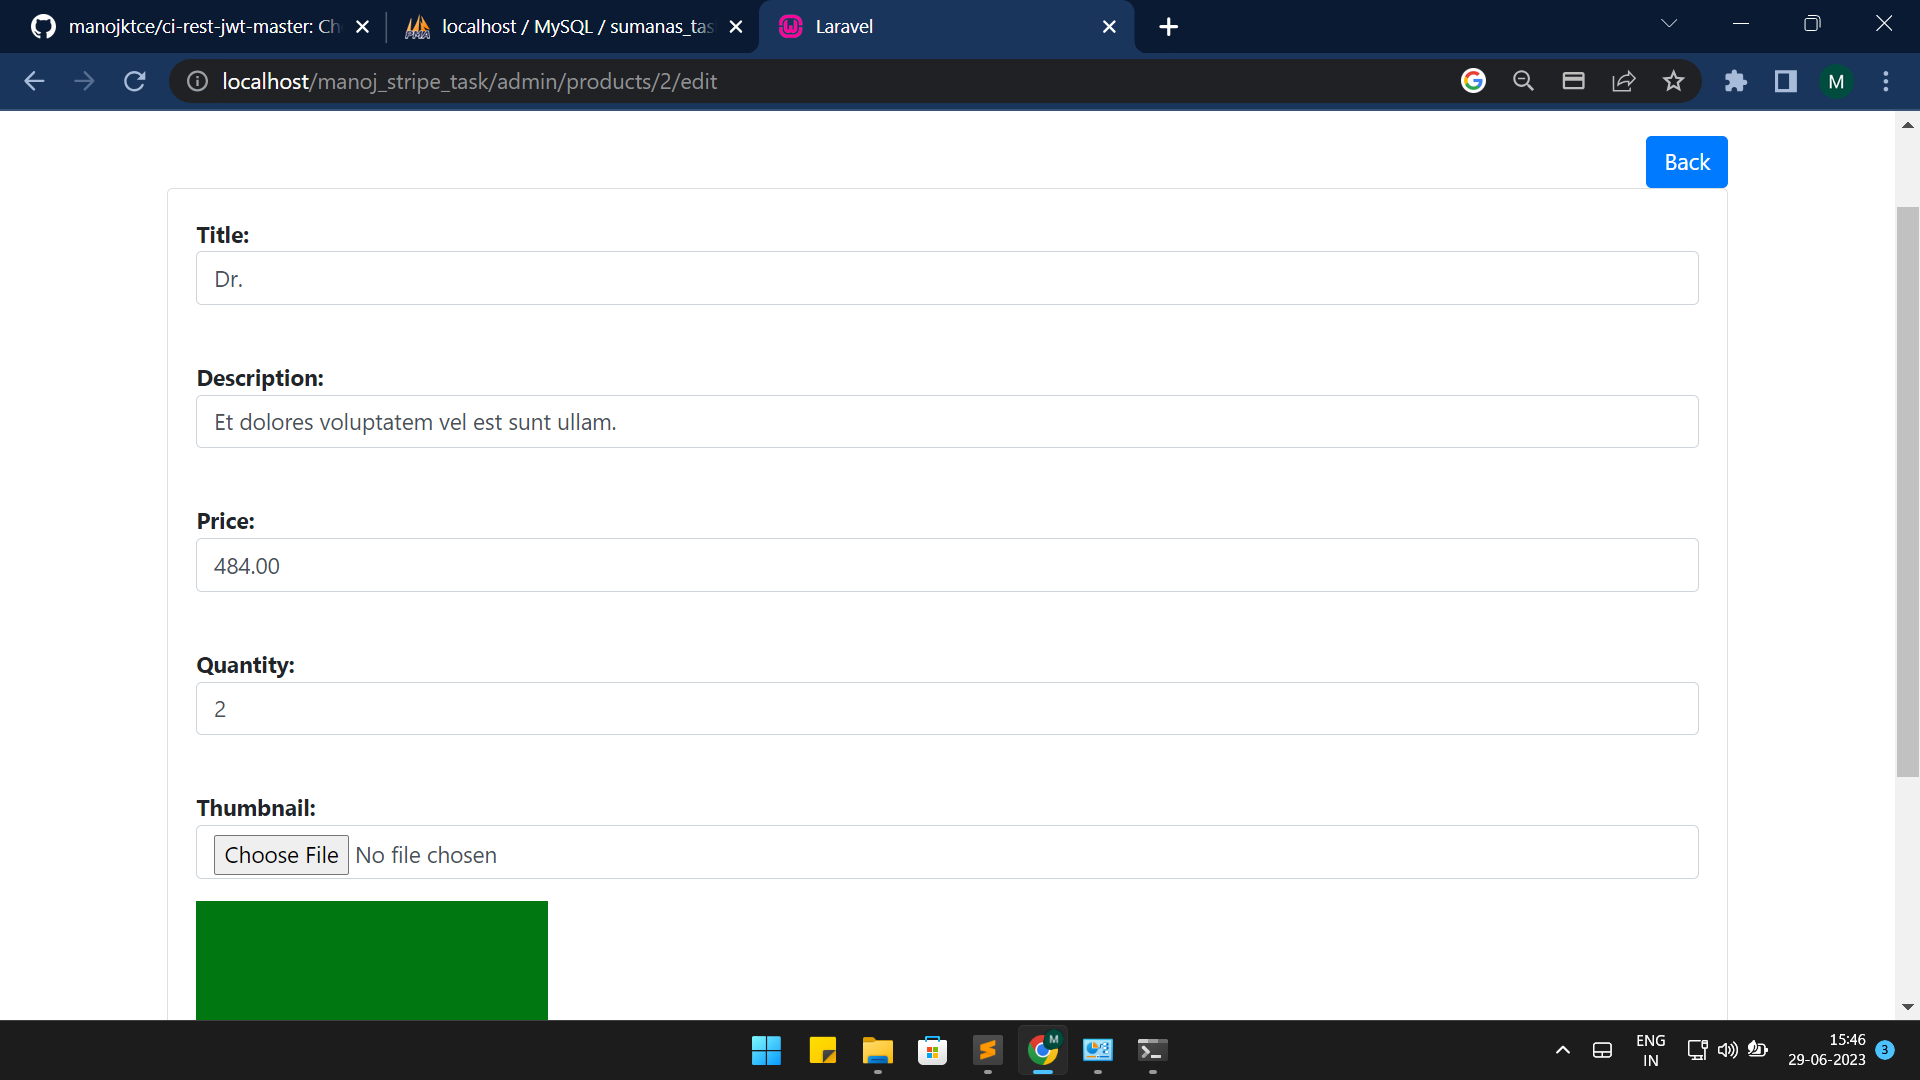 manojktce/ci-rest-jwt-master: Ch
localhost / MySQL / sumanas_tas
Laravel
localhost/manoj_stripe_task/admin/products/2/edit
M
Back
Title:
Dr.
Description:
Et dolores voluptatem vel est sunt ullam.
Price:
484.00
Quantity:
2
Thumbnail:
Choose File No file chosen
M
ENG
IN
15:46
29-06-2023
3